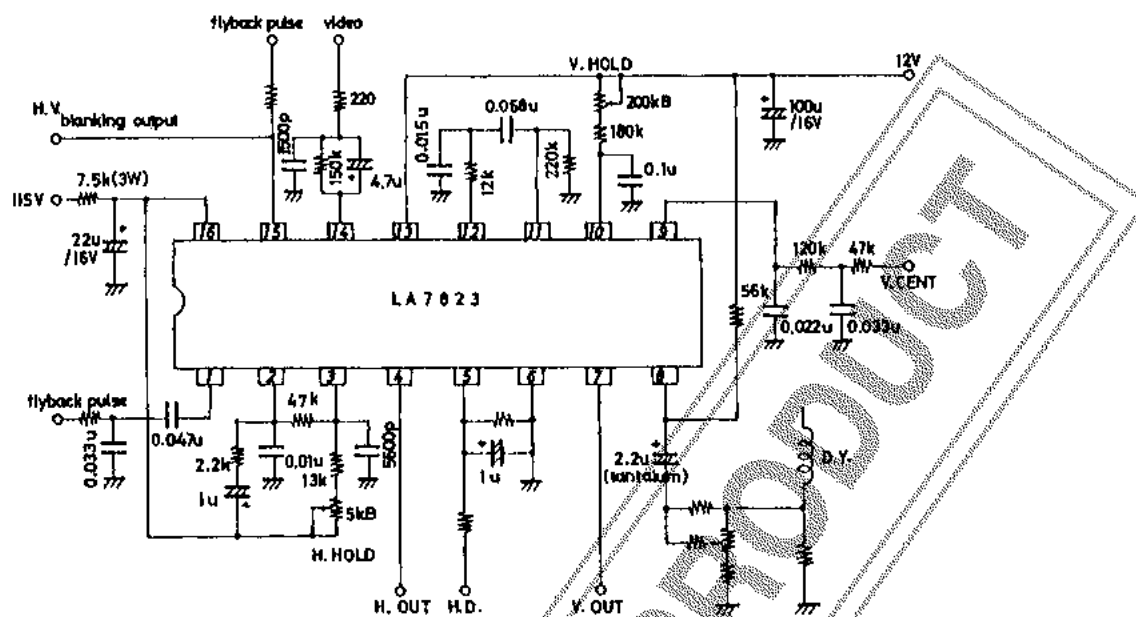 flyback pulse
video
V. HOLD
12V
H.V.
blanking output
1500p
220
150k
4.7u
0.015u
0.068u
12k
220k
200kB
180k
0.1u
100u
/16V
115V
7.5k(3W)
22u
/16V
16
15
14
13
12
11
10
9
LA7823
120k
47k
V.CENT
56k
0.022u
0.033u
1
2
3
4
5
6
7
8
flyback pulse
0.033u
0.047u
47k
2.2k
0.01u
13k
5600p
1u
5kB
H. HOLD
1u
2.2u
(tantalum)
D.Y.
H. OUT
H.D.
V. OUT
PRODUCT